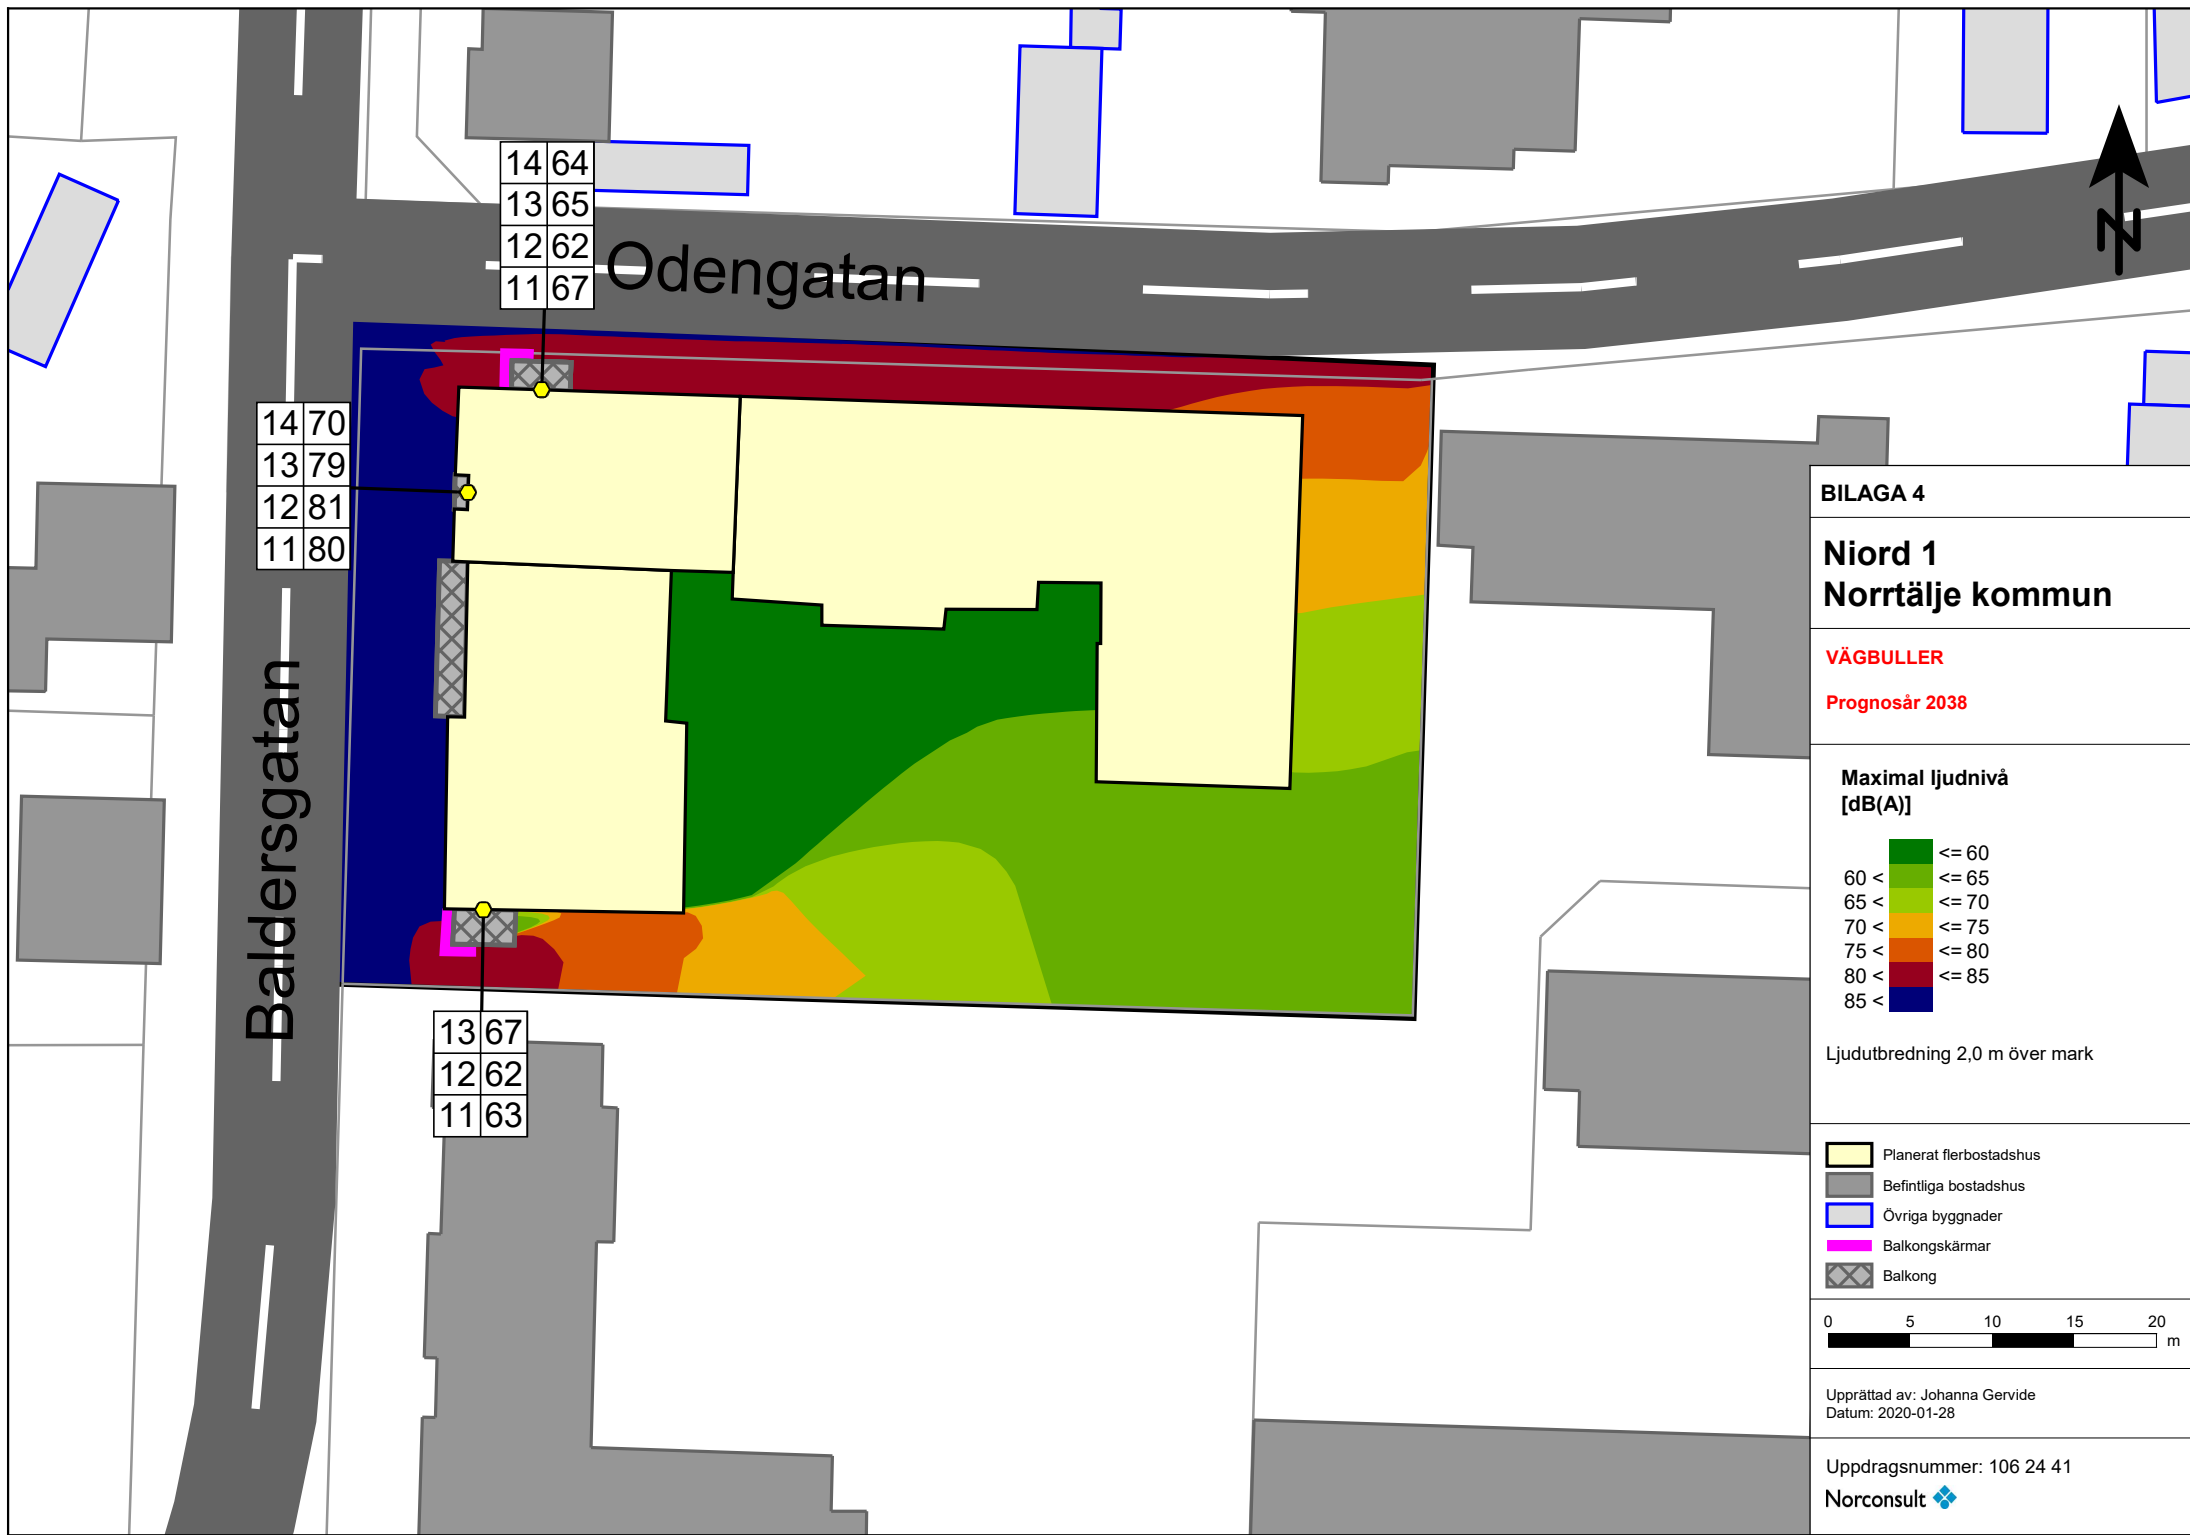 14 64
13 65
12 62
11 67
Odengatan
14 70
13 79
12 81
11 80
Baldersgatan
13 67
12 62
11 63
N
BILAGA 4
Niord 1
Norrtälje kommun
VÄGBULLER
Prognosår 2038
Maximal ljudnivå
[dB(A)]
<= 60
60 < <= 65
65 < <= 70
70 < <= 75
75 < <= 80
80 < <= 85
85 <
Ljudutbredning 2,0 m över mark
Planerat flerbostadshus
Befintliga bostadshus
Övriga byggnader
Balkongskärmar
Balkong
0 5 10 15 20
m
Upprättad av: Johanna Gervide
Datum: 2020-01-28
Uppdragsnummer: 106 24 41
Norconsult